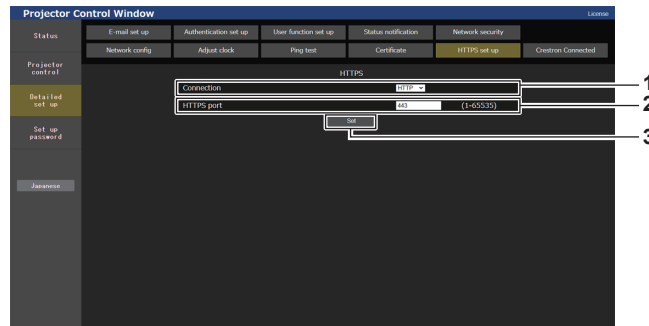 Projector Control Window
License
Status
E-mail set up
Authentication set up
User function set up
Status notification
Network security
Network config
Adjust clock
Ping test
Certificate
HTTPS set up
Crestron Connected
Projector
control
Detailed
set up
Set up
password
Japanese
HTTPS
Connection
HTTP
1
HTTPS port
443
(1-65535)
2
Set
3